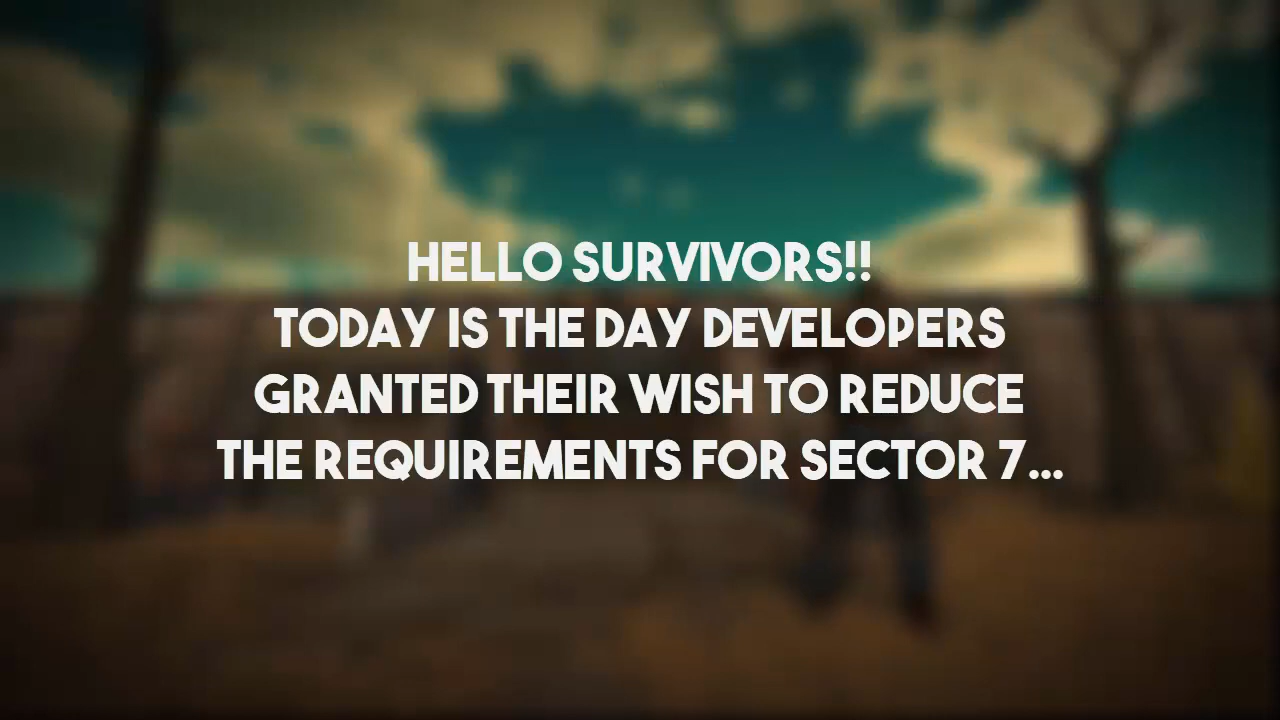 HELLO SURVIVORS!!
TODAY IS THE DAY DEVELOPERS
GRANTED THEIR WISH TO REDUCE
THE REQUIREMENTS FOR SECTOR 7...